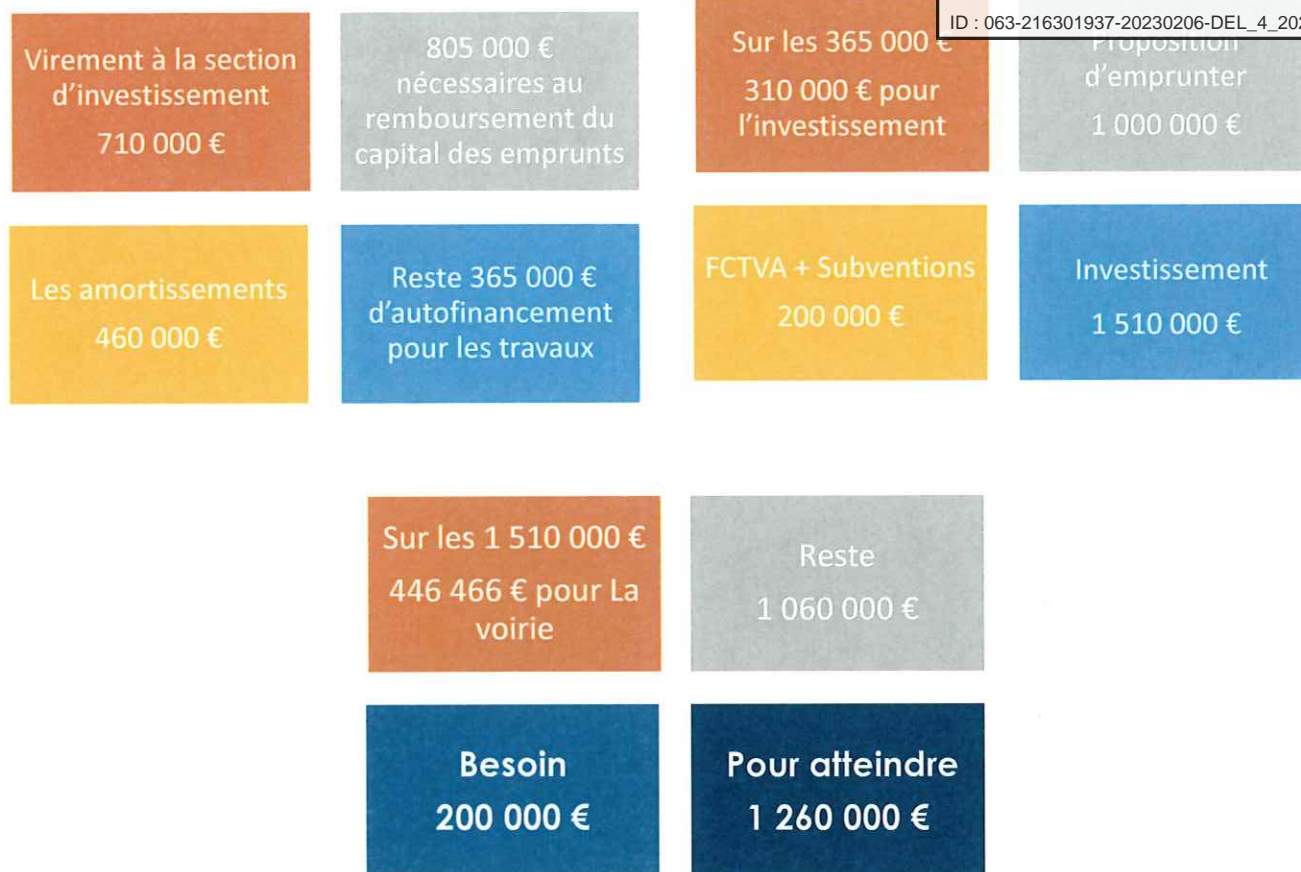 ID : 063-216301937-20230206-DEL_4_202
Virement à la section
d'investissement
710 000 €
805 000 €
nécessaires au
remboursement du
capital des emprunts
Les amortissements
460 000 €
Reste 365 000 €
d'autofinancement
pour les travaux
Sur les 365 000 €
310 000 € pour
l'investissement
Proposition
d'emprunter
1 000 000 €
FCTVA + Subventions
200 000 €
Investissement
1 510 000 €
Sur les 1 510 000 €
446 466 € pour La
voirie
Reste
1 060 000 €
Besoin
200 000 €
Pour atteindre
1 260 000 €